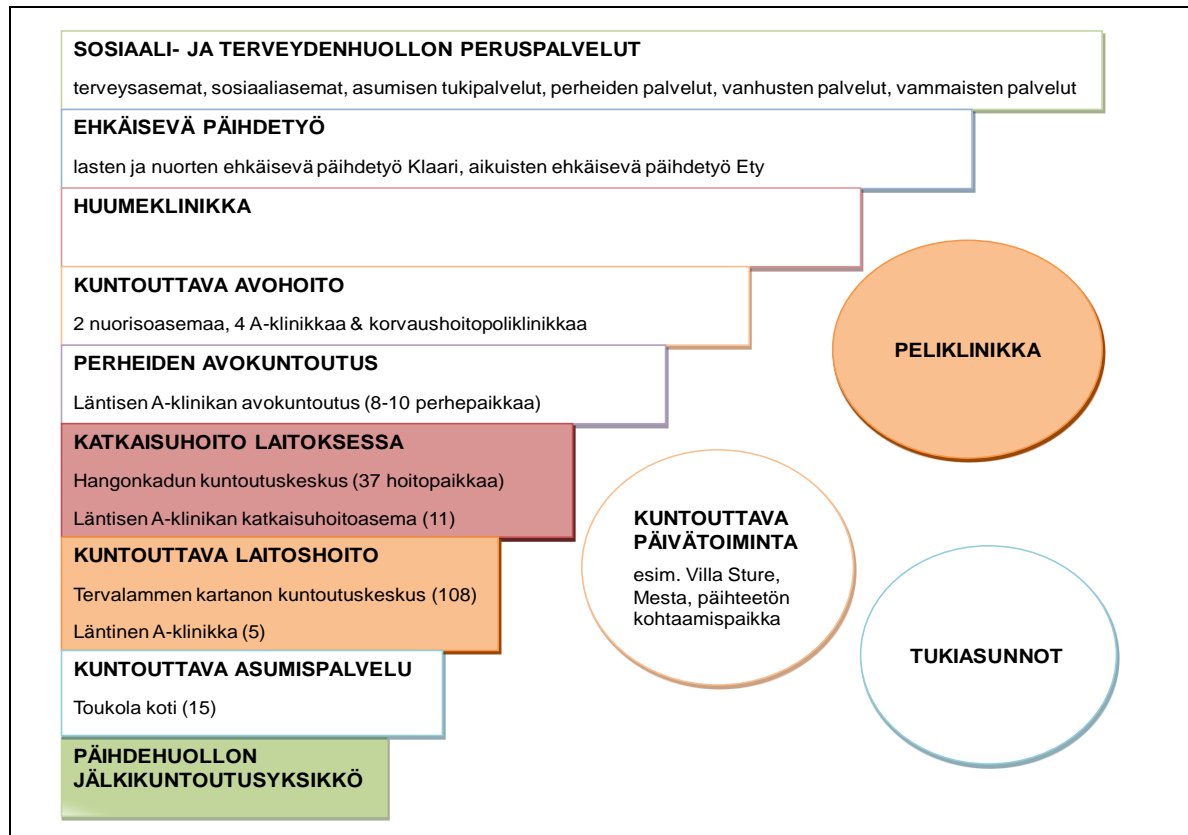 SOSIAALI- JA TERVEYDENHUOLLON PERUSPALVELUT
terveysasemat, sosiaaliasemat, asumisen tukipalvelut, perheiden palvelut, vanhusten palvelut, vammaisten palvelut
EHKÄISEVÄ PÄIHDETYÖ
lasten ja nuorten ehkäisevä päihdetyö Klaari, aikuisten ehkäisevä päihdetyö Ety
HUUMEKLINIKKA
KUNTOUTTAVA AVOHOITO
2 nuorisoasemaa, 4 A-klinikkaa & korvaushoitopoliklinikkaa
PERHEIDEN AVOKUNTOUTUS
Läntisen A-klinikan avokuntoutus (8-10 perhepaikkaa)
KATKAISUHOITO LAITOKSESSA
Hangonkadun kuntoutuskeskus (37 hoitopaikkaa)
Läntisen A-klinikan katkaisuhoitoasema (11)
KUNTOUTTAVA LAITOSHOITO
Tervalammen kartanon kuntoutuskeskus (108)
Läntinen A-klinikka (5)
KUNTOUTTAVA ASUMISPALVELU
Toukola koti (15)
PÄIHDEHUOLLON
JÄLKIKUNTOUTUSYKSIKKÖ
PELIKLINIKKA
KUNTOUTTAVA
PÄIVÄTOIMINTA
esim. Villa Sture,
Mesta, päihteetön
kohtaamispaikka
TUKIASUNNOT